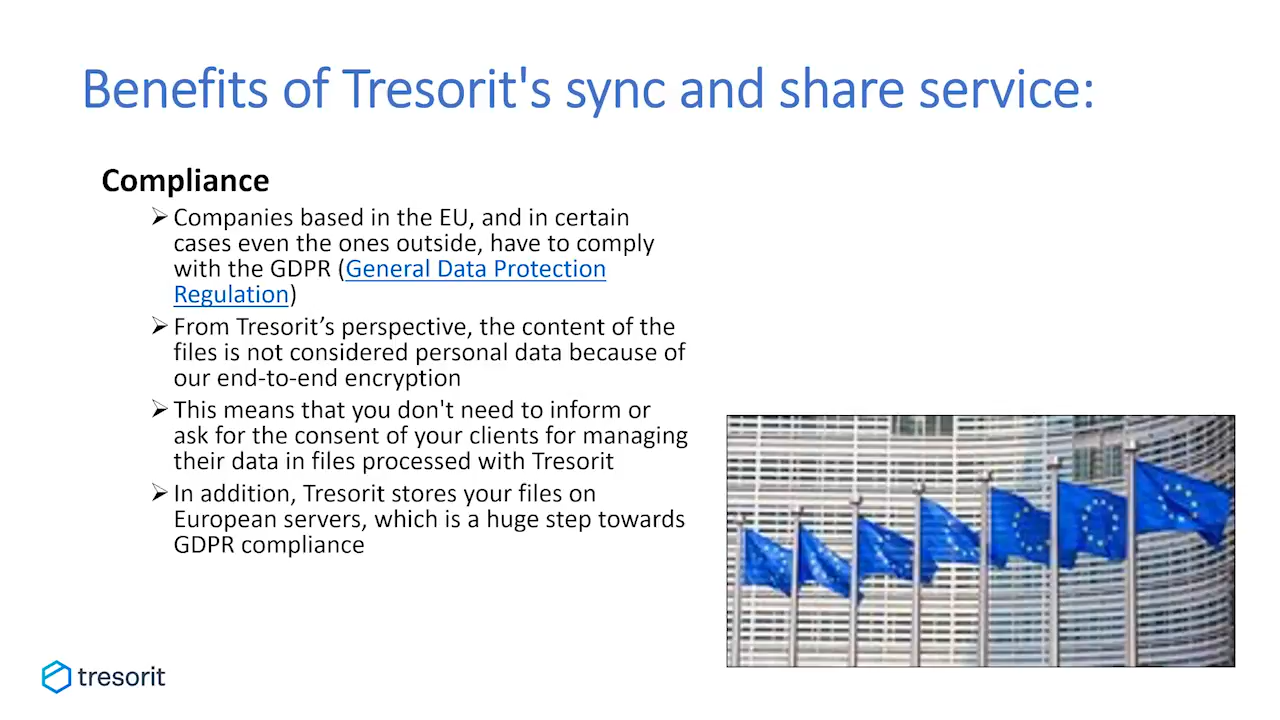 Benefits of Tresorit's sync and share service:
Compliance
➢ Companies based in the EU, and in certain
cases even the ones outside, have to comply
with the GDPR (General Data Protection
Regulation)
➢ From Tresorit’s perspective, the content of the
files is not considered personal data because of
our end-to-end encryption
➢ This means that you don't need to inform or
ask for the consent of your clients for managing
their data in files processed with Tresorit
➢ In addition, Tresorit stores your files on
European servers, which is a huge step towards
GDPR compliance
tresorit